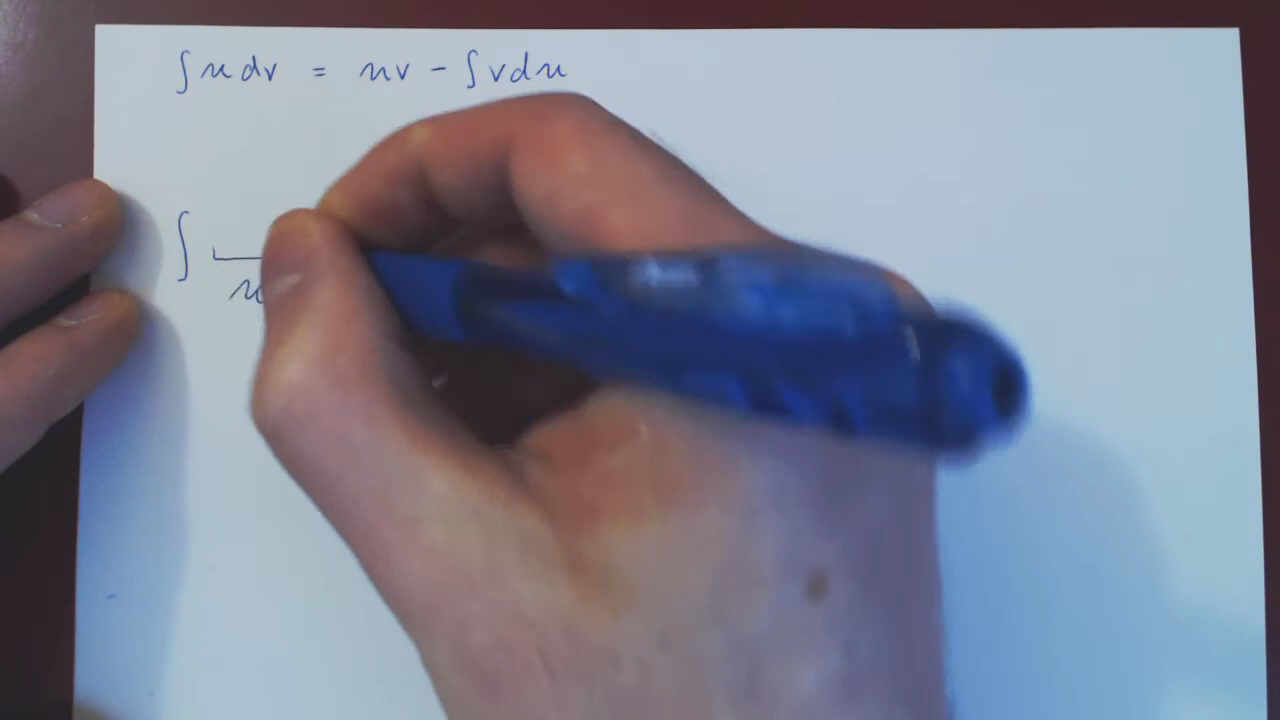 ∫ u dv = uv - ∫ v du
∫